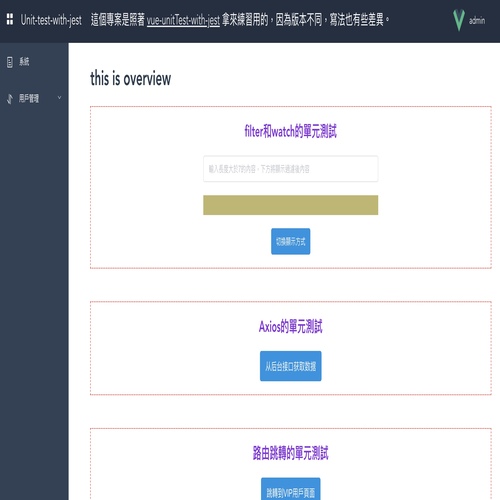 Unit-test-with-jest 這個專案是照著 vue-unitTest-with-jest 拿來練習用的，因為版本不同，寫法也有些差異。 admin
系統
用戶管理
this is overview
filter和watch的單元測試
輸入長度大於7的內容，下方將顯示過濾後內容
切換顯示方式
Axios的單元測試
从后台接口获取数据
路由跳轉的單元測試
跳轉到VIP用戶頁面